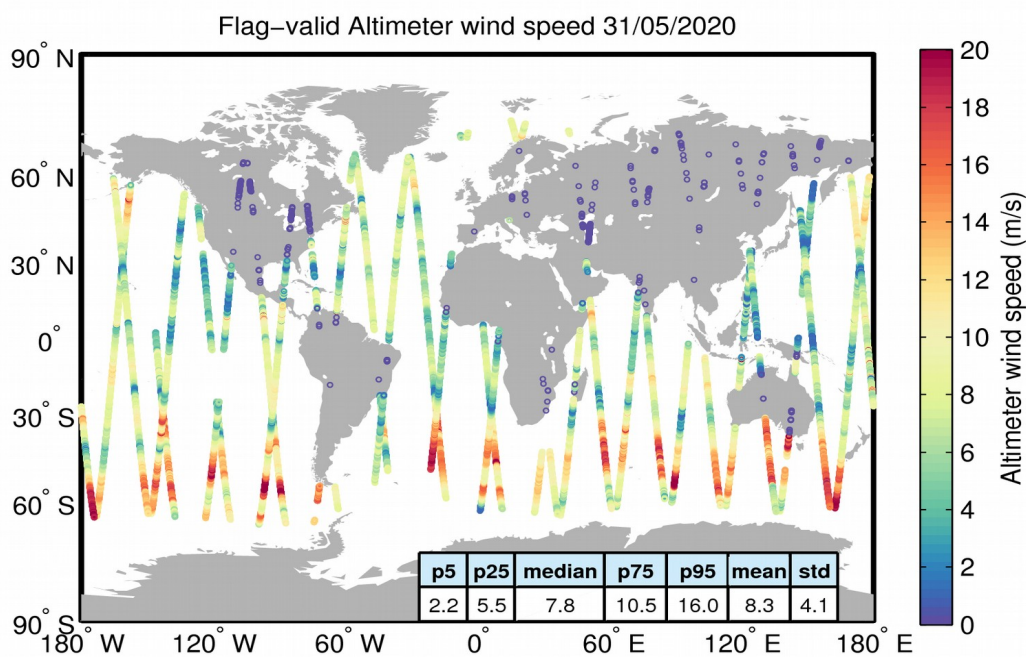 Flag−valid Altimeter wind speed 31/05/2020
90° N
60° N
30° N
0°
30° S
60° S
90° S
180° W
120° W
60° W
0°
60° E
120° E
180° E
20
18
16
14
12
10
8
6
4
2
0
Altimeter wind speed (m/s)
p5 p25 median p75 p95 mean std
2.2 5.5 7.8 10.5 16.0 8.3 4.1